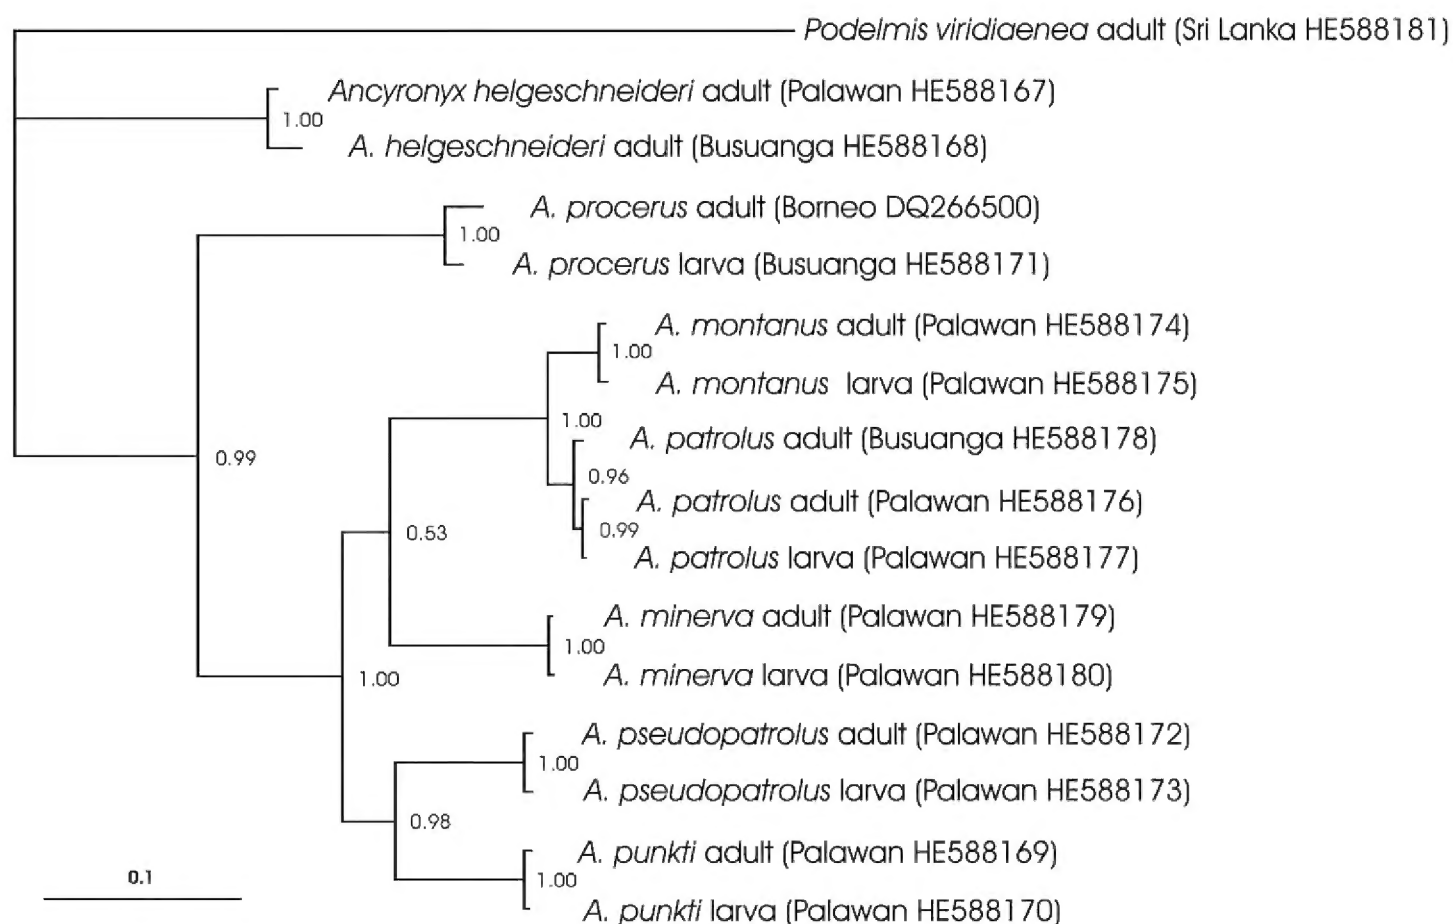 Podelmis viridiaenea adult (Sri Lanka HE588181)
Ancyronyx helgeschneideri adult (Palawan HE588167)
1.00
A. helgeschneideri adult (Busuanga HE588168)
A. procerus adult (Borneo DQ266500)
1.00
A. procerus larva (Busuanga HE588171)
A. montanus adult (Palawan HE588174)
1.00
A. montanus larva (Palawan HE588175)
1.00
A. patrolus adult (Busuanga HE588178)
0.99
0.96
A. patrolus adult (Palawan HE588176)
0.53
0.99
A. patrolus larva (Palawan HE588177)
A. minerva adult (Palawan HE588179)
1.00
A. minerva larva (Palawan HE588180)
1.00
A. pseudopatrolus adult (Palawan HE588172)
1.00
A. pseudopatrolus larva (Palawan HE588173)
0.98
A. punkti adult (Palawan HE588169)
0.1
1.00
A. punkti larva (Palawan HE588170)